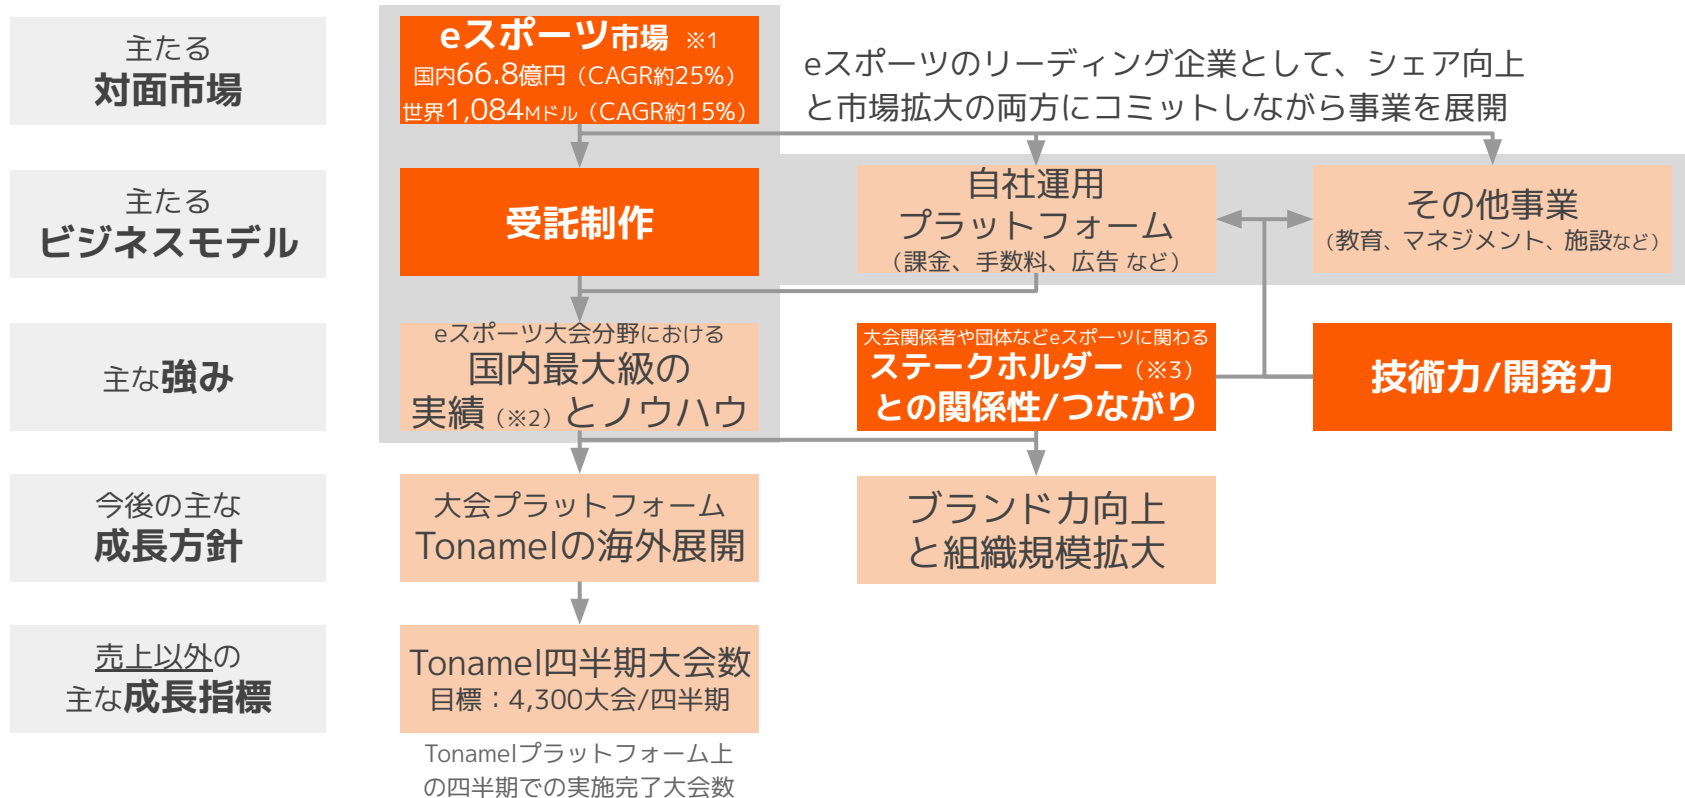 主たる
対面市場
eスポーツ市場 ※1
国内66.8億円（CAGR約25%）
世界1,084Mドル（CAGR約15%）
eスポーツのリーディング企業として、シェア向上
と市場拡大の両方にコミットしながら事業を展開
主たる
ビジネスモデル
受託制作
自社運用
プラットフォーム
（課金、手数料、広告 など）
その他事業
（教育、マネジメント、施設など）
主な強み
eスポーツ大会分野における
国内最大級の
実績（※2）とノウハウ
大会関係者や団体などeスポーツに関わる
ステークホルダー（※3）
との関係性/つながり
技術力/開発力
今後の主な
成長方針
大会プラットフォーム
Tonamelの海外展開
ブランド力向上
と組織規模拡大
売上以外の
主な成長指標
Tonamel四半期大会数
目標：4,300大会/四半期
Tonamelプラットフォーム上
の四半期での実施完了大会数